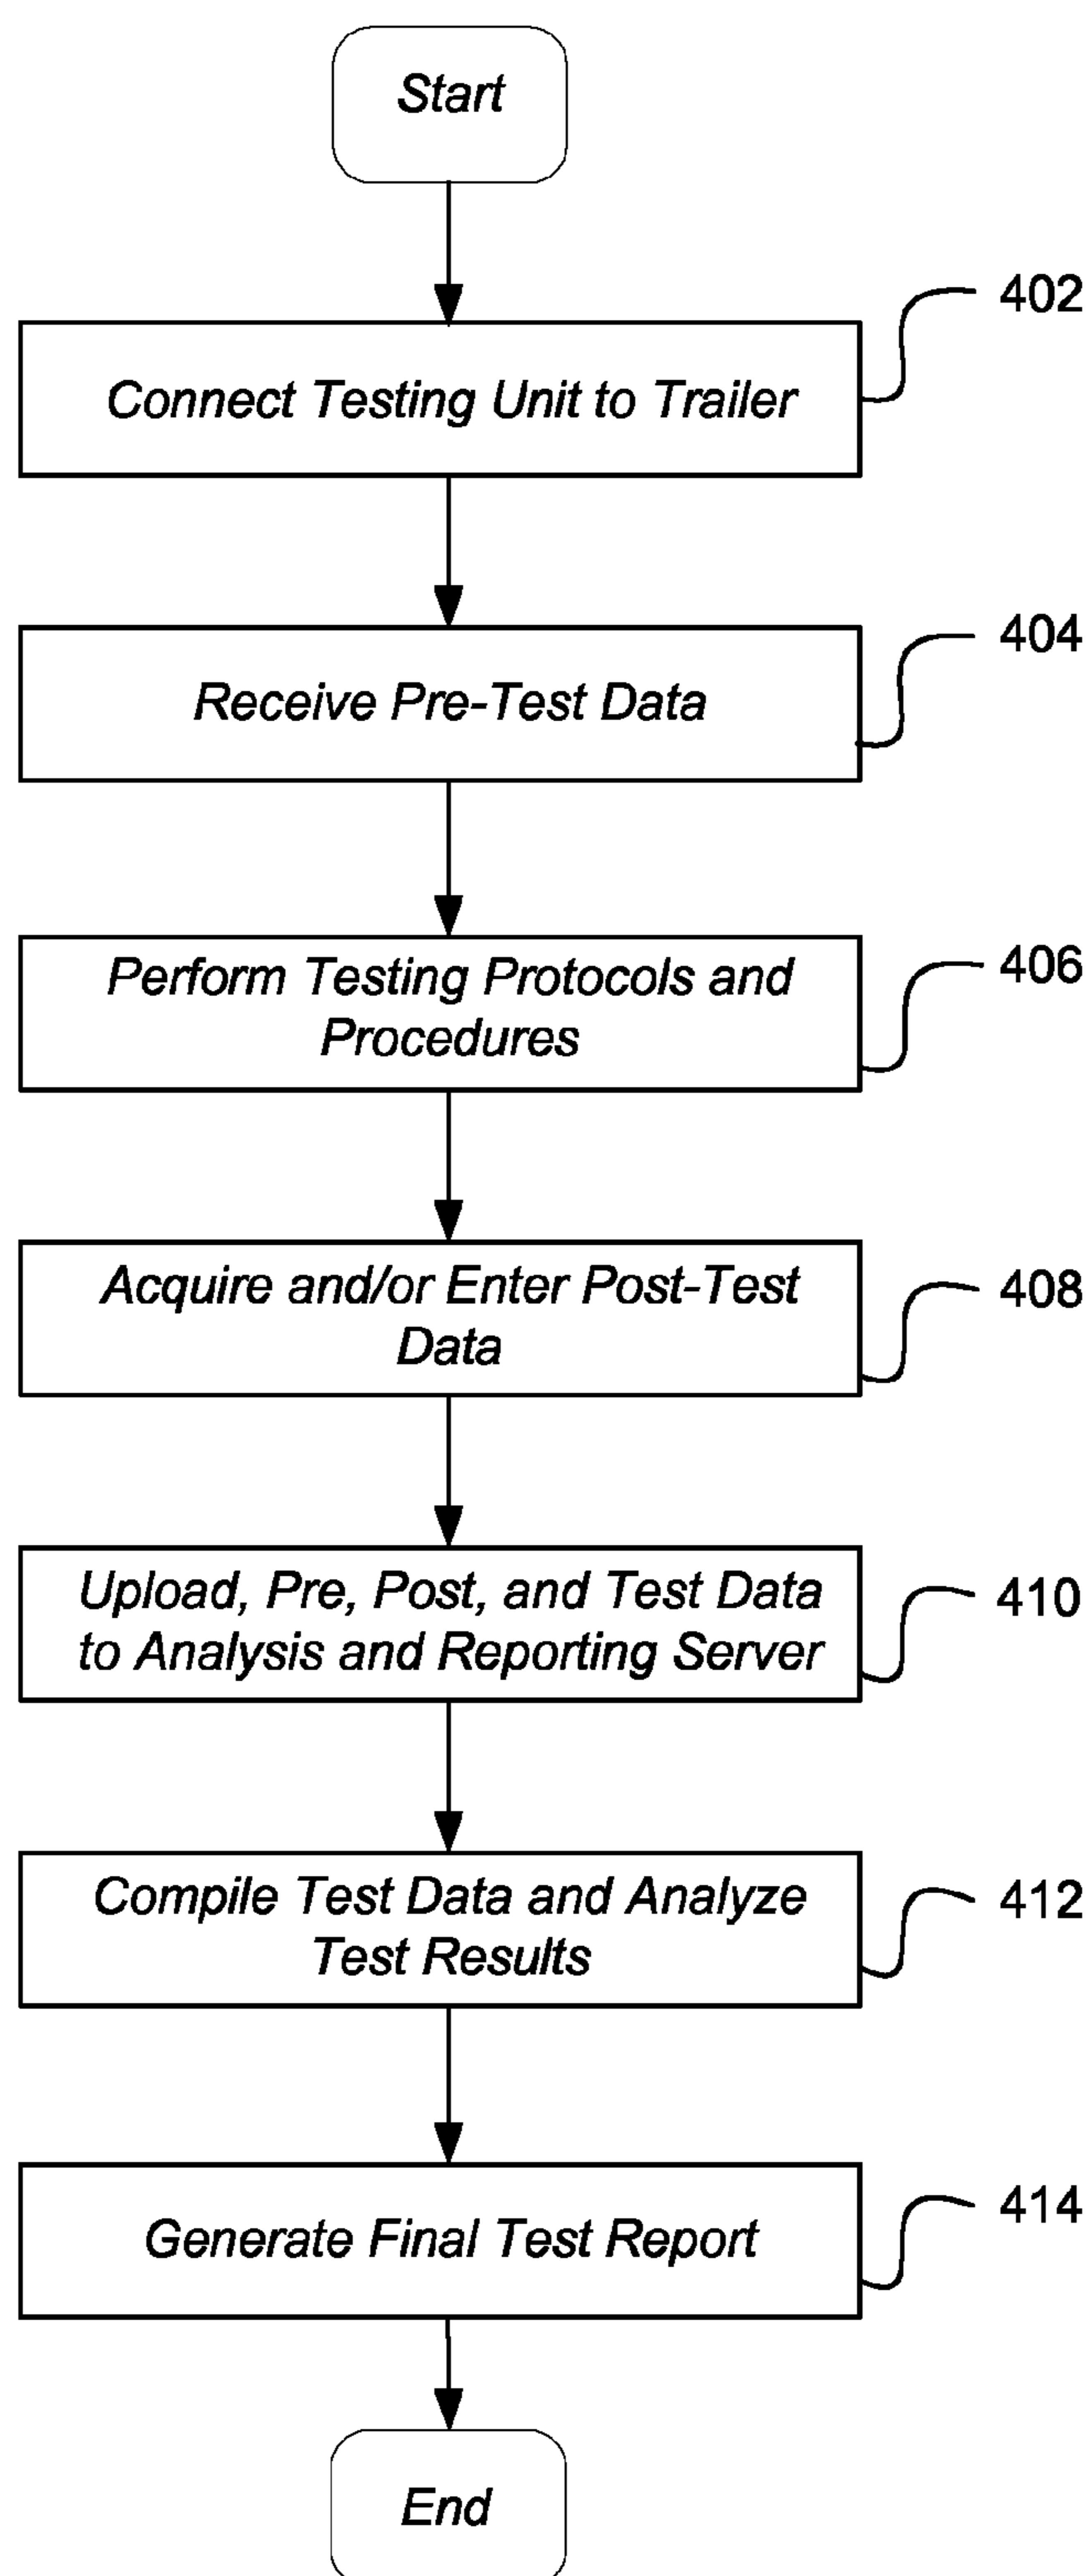 Start
402
Connect Testing Unit to Trailer
404
Receive Pre-Test Data
406
Perform Testing Protocols and
Procedures
408
Acquire and/or Enter Post-Test
Data
410
Upload, Pre, Post, and Test Data
to Analysis and Reporting Server
412
Compile Test Data and Analyze
Test Results
414
Generate Final Test Report
End